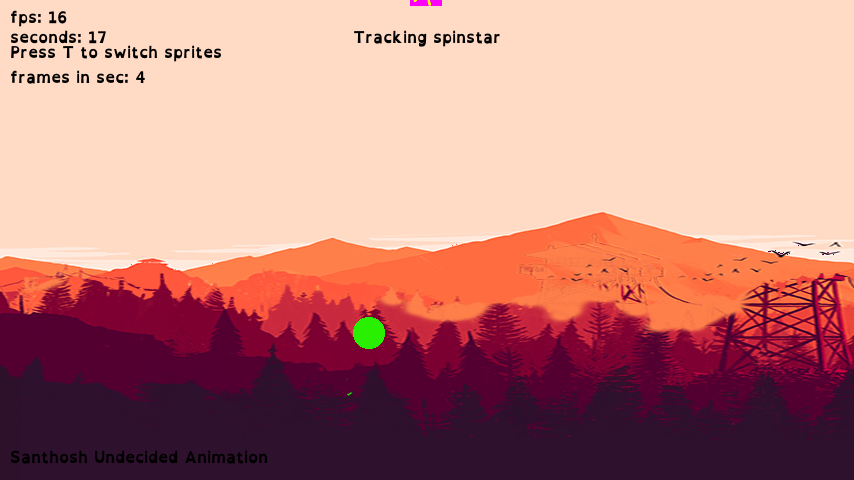 fps: 16
seconds: 17
Tracking spinstar
Press T to switch sprites
frames in sec: 4
Santhosh Undecided Animation